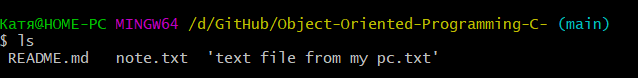 Катя@HOME-PC MINGW64 /d/GitHub/Object-Oriented-Programming-C- (main)
$ ls
README.md   note.txt  'text file from my pc.txt'